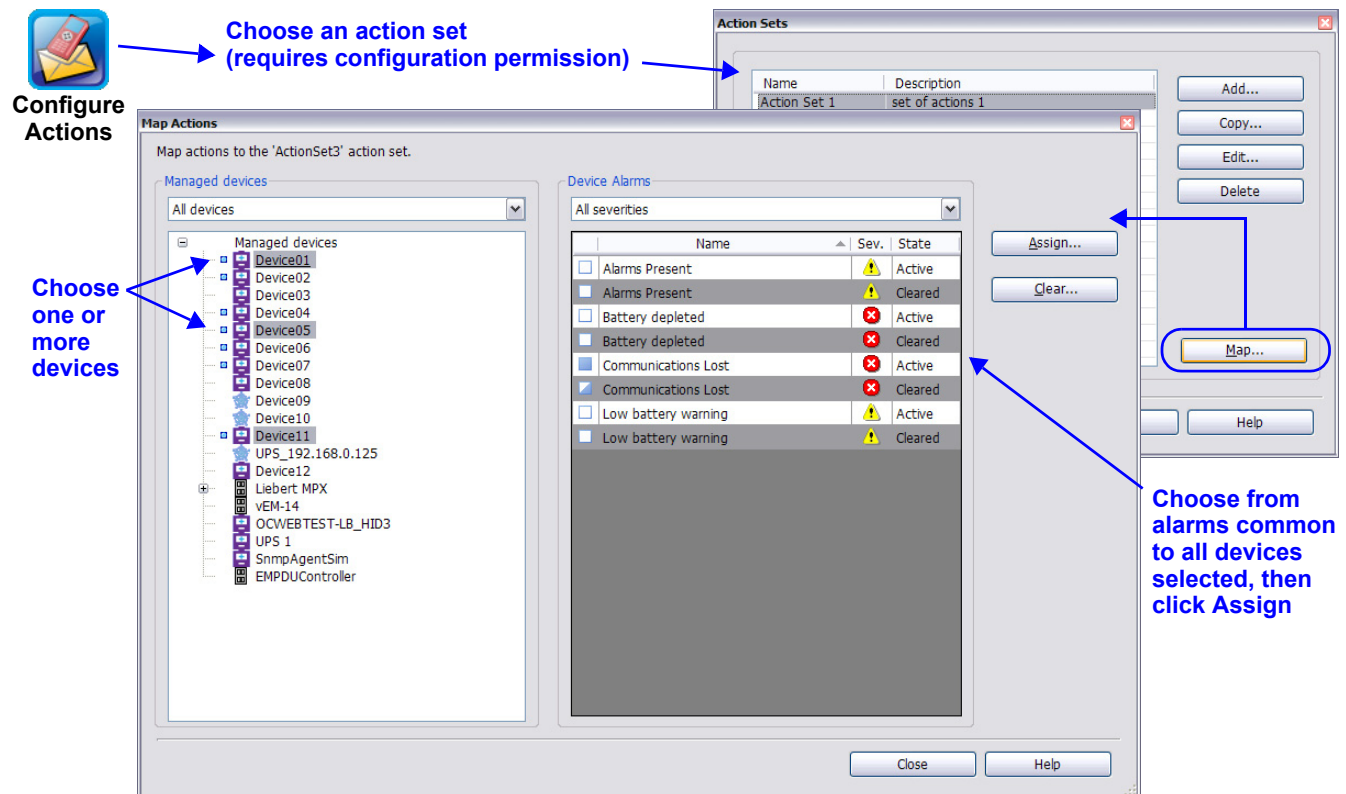 Configure
Actions
Choose an action set
(requires configuration permission)
Action Sets
Name Description
Action Set 1 set of actions 1
Add...
Copy...
Edit...
Delete
Map...
Help
Map Actions
Map actions to the 'ActionSet3' action set.
Managed devices
All devices
Managed devices
Device01
Device02
Device03
Device04
Device05
Device06
Device07
Device08
Device09
Device10
Device11
UPS_192.168.0.125
Device12
Liebert MPX
vEM-14
OCWEBTEST-LB_HID3
UPS 1
SnmpAgentSim
EMPDUController
Choose
one or
more
devices
Device Alarms
All severities
Name Sev. State
Alarms Present Active
Alarms Present Cleared
Battery depleted Active
Battery depleted Cleared
Communications Lost Active
Communications Lost Cleared
Low battery warning Active
Low battery warning Cleared
Assign...
Clear...
Close
Help
Choose from
alarms common
to all devices
selected, then
click Assign